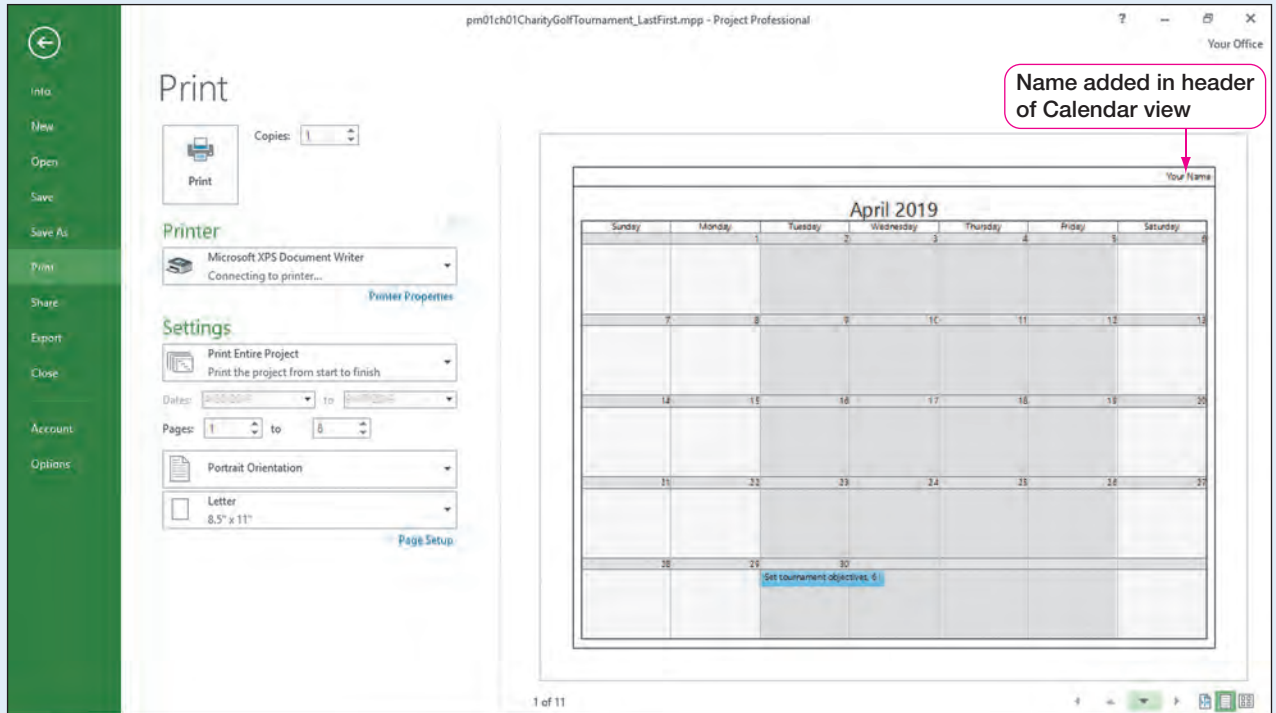 pm01ch01CharityGolfTournament_LastFirst.mpp - Project Professional
?
Your Office
Info
New
Open
Save
Save As
Print
Share
Export
Close
Account
Options
Print
Copies: 1
Print
Printer
Microsoft XPS Document Writer
Connecting to printer...
Printer Properties
Settings
Print Entire Project
Print the project from start to finish
Dates: to
Pages: 1 to 8
Portrait Orientation
Letter
8.5" x 11"
Page Setup
Name added in header
of Calendar view
Your Name
April 2019
Sunday Monday Tuesday Wednesday Thursday Friday Saturday
1 2 3 4 5 6
7 8 9 10 11 12 13
14 15 16 17 18 19 20
21 22 23 24 25 26 27
28 29 30
Set tournament objectives, 6
1 of 11